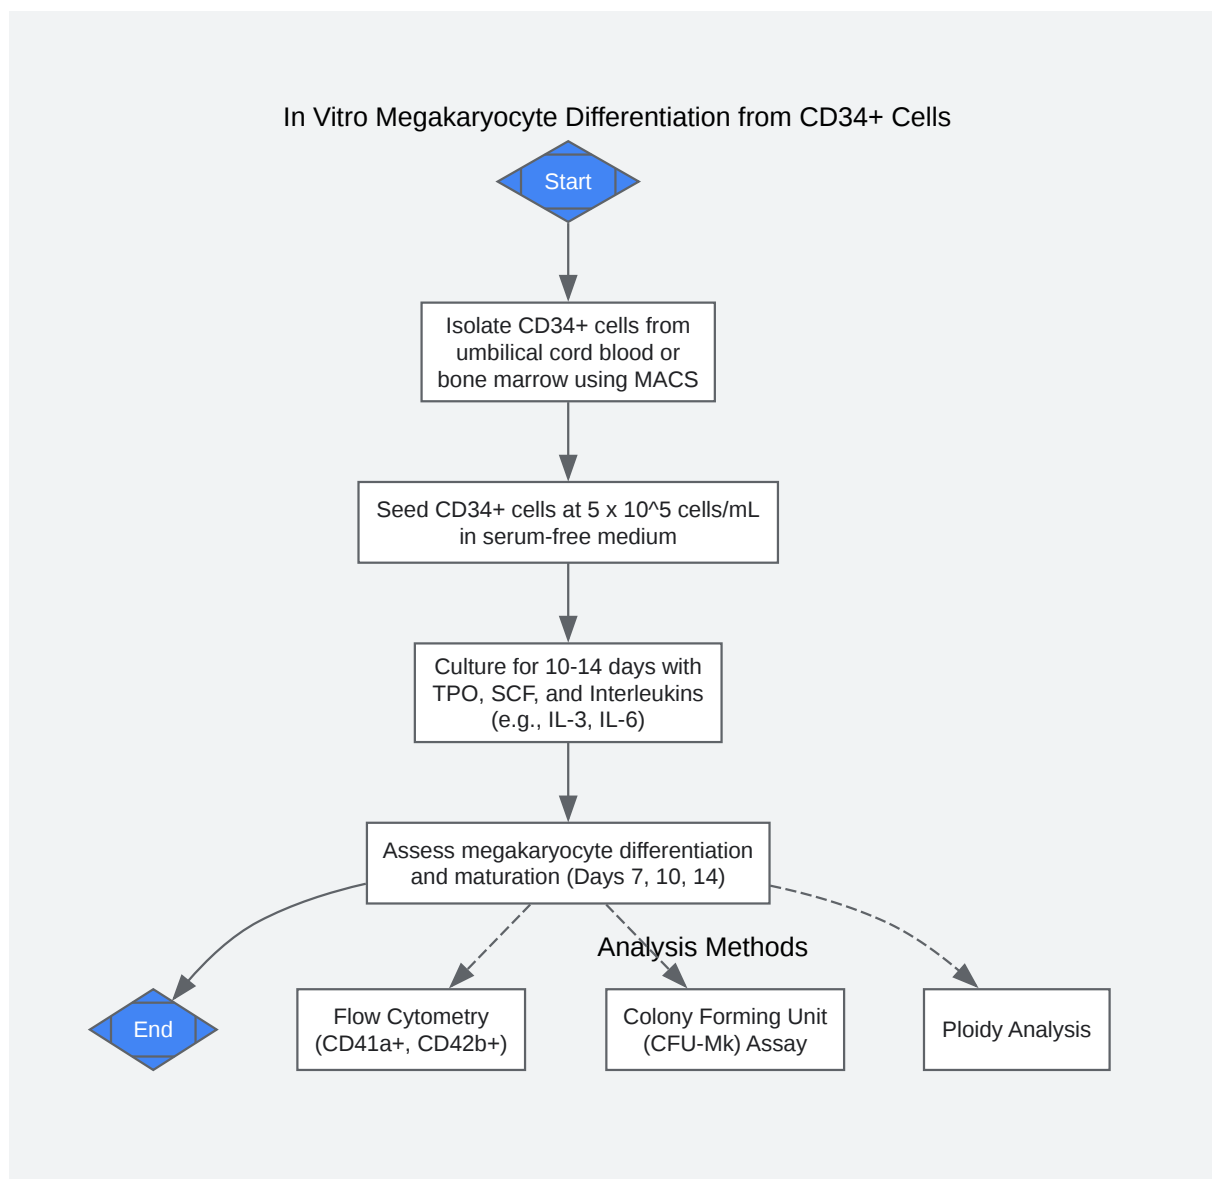 In Vitro Megakaryocyte Differentiation from CD34+ Cells
Start
Isolate CD34+ cells from
umbilical cord blood or
bone marrow using MACS
Seed CD34+ cells at 5 x 10^5 cells/mL
in serum-free medium
Culture for 10-14 days with
TPO, SCF, and Interleukins
(e.g., IL-3, IL-6)
Assess megakaryocyte differentiation
and maturation (Days 7, 10, 14)
Analysis Methods
End
Flow Cytometry
(CD41a+, CD42b+)
Colony Forming Unit
(CFU-Mk) Assay
Ploidy Analysis